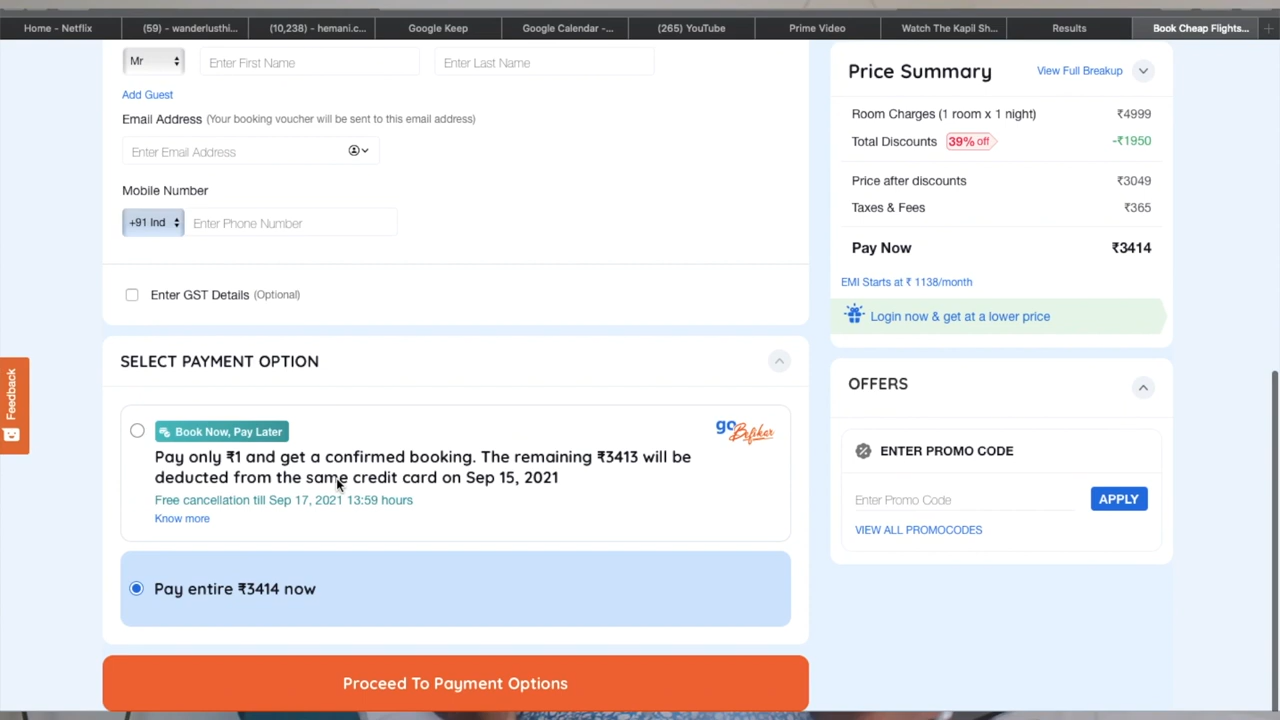 Home - Netflix
(59) - wanderlusthi...
(10,238) - hemani.c...
Google Keep
Google Calendar -...
(265) YouTube
Prime Video
Watch The Kapil Sh...
Results
Book Cheap Flights...
Mr
Enter First Name
Enter Last Name
Add Guest
Email Address (Your booking voucher will be sent to this email address)
Enter Email Address
Mobile Number
+91 Ind
Enter Phone Number
Enter GST Details (Optional)
SELECT PAYMENT OPTION
Book Now, Pay Later
goBefikar
Pay only ₹1 and get a confirmed booking. The remaining ₹3413 will be
deducted from the same credit card on Sep 15, 2021
Free cancellation till Sep 17, 2021 13:59 hours
Know more
Pay entire ₹3414 now
Proceed To Payment Options
Feedback
Price Summary
View Full Breakup
Room Charges (1 room x 1 night) ₹4999
Total Discounts 39% off -₹1950
Price after discounts ₹3049
Taxes & Fees ₹365
Pay Now ₹3414
EMI Starts at ₹ 1138/month
Login now & get at a lower price
OFFERS
ENTER PROMO CODE
Enter Promo Code
APPLY
VIEW ALL PROMOCODES